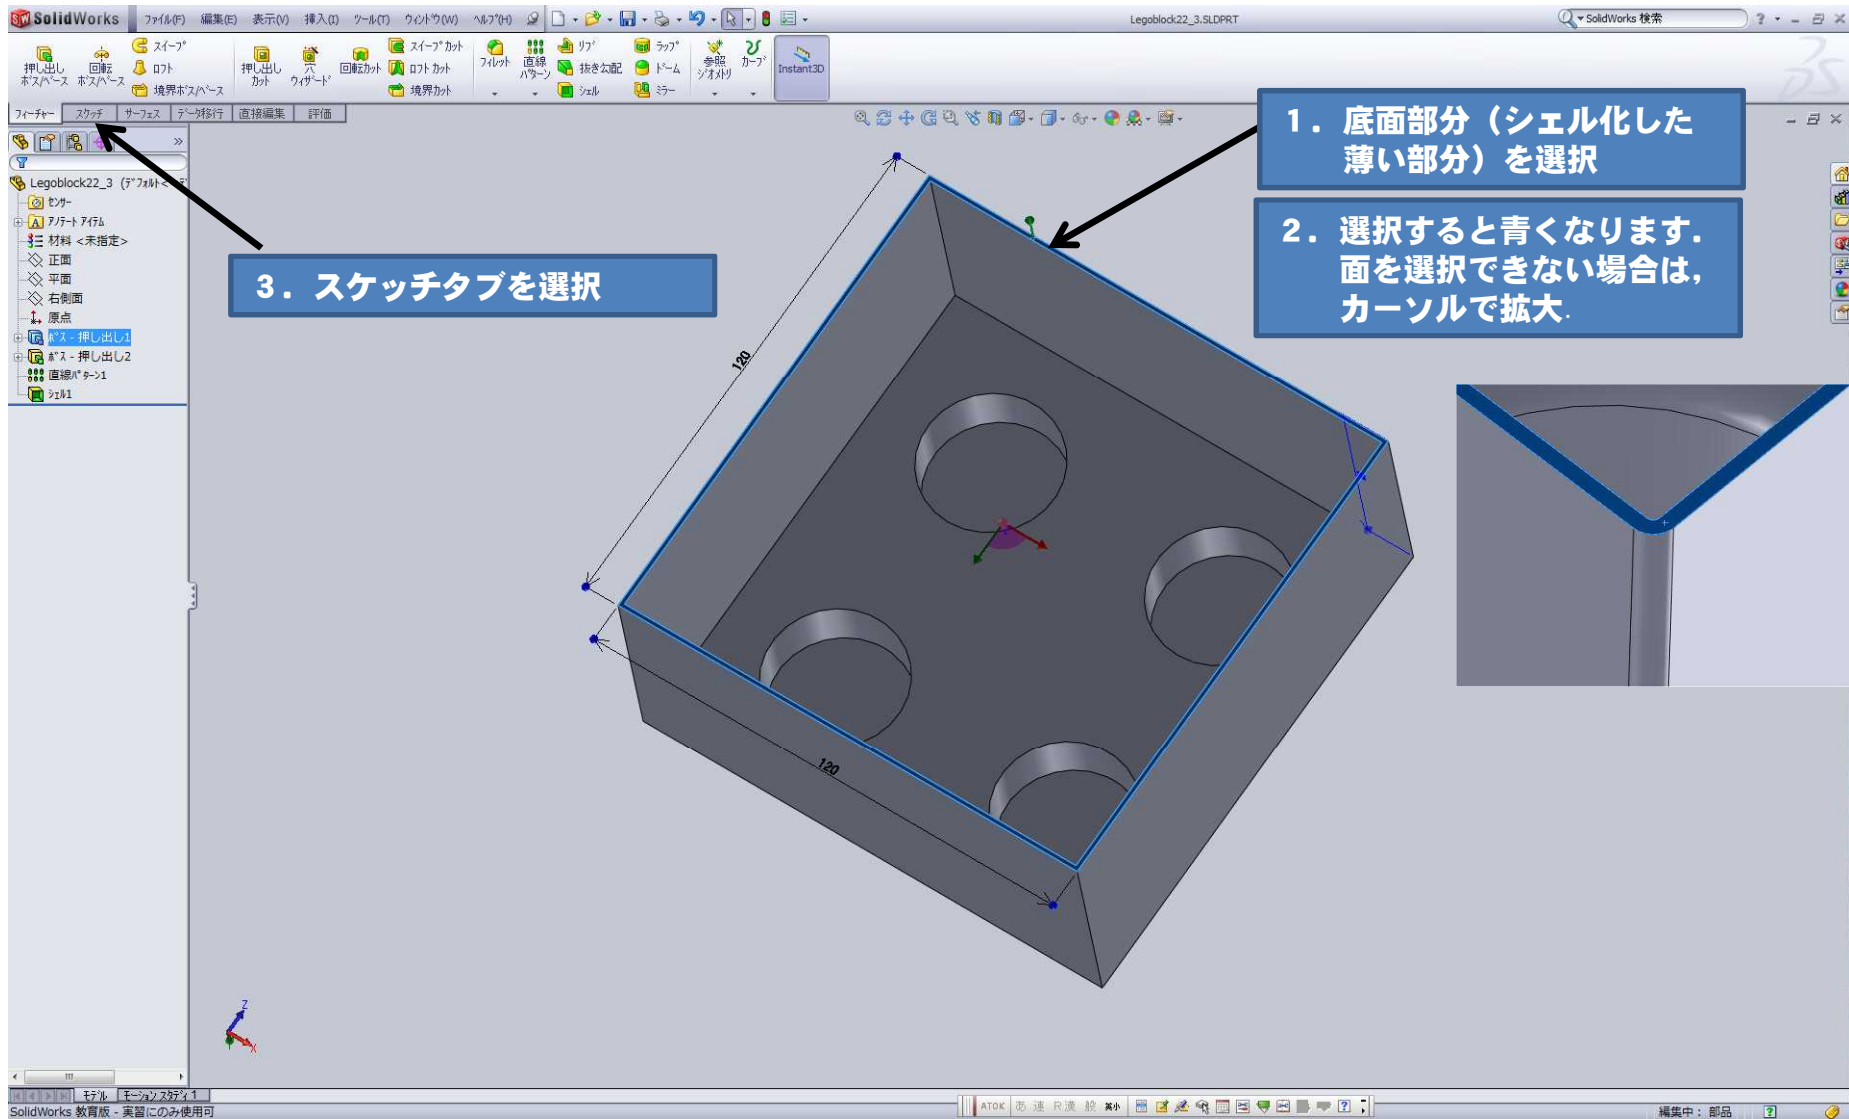 SolidWorks ファイル(F) 編集(E) 表示(V) 挿入(I) ツール(T) ウィンドウ(W) ヘルプ(H) Legoblock22_3.SLDPRT SolidWorks 検索
押し出し ボス/ベース
回転 ボス/ベース
スイープ
ロフト
境界ボス/ベース
押し出し カット
穴 ウィザード
回転カット
スイープ カット
ロフト カット
境界カット
フィレット
直線 パターン
リブ
抜き勾配
シェル
ラップ
ドーム
ミラー
参照 ジオメトリ
カーブ
Instant3D
フィーチャー スケッチ サーフェス データ移行 直接編集 評価
Legoblock22_3 (デフォルト<
センサー
アノテート アイテム
材料 <未指定>
正面
平面
右側面
原点
ボス - 押し出し1
ボス - 押し出し2
直線パターン1
シェル1
1. 底面部分（シェル化した
薄い部分）を選択
2. 選択すると青くなります.
面を選択できない場合は,
カーソルで拡大.
3. スケッチタブを選択
120
120
Z
X
モデル モーション スタディ 1
SolidWorks 教育版 - 実習にのみ使用可
ATOK あ 連 R漢 般 英小
編集中 : 部品